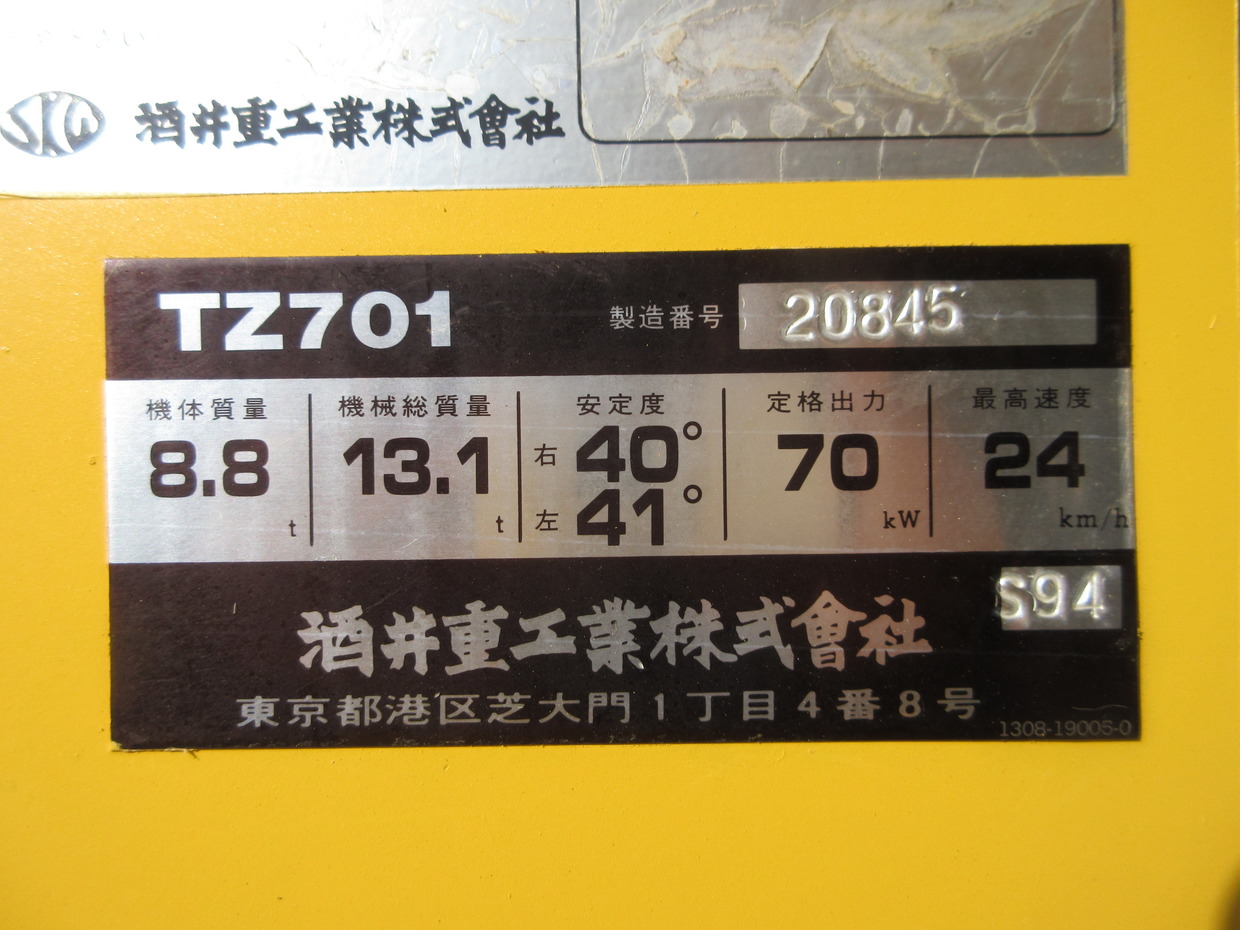 SKW 酒井重工業株式會社
TZ701 製造番号 20845
機体質量 機械総質量 安定度 定格出力 最高速度
8.8 t 13.1 t 右 40° 左 41° 70 kW 24 km/h
S94
酒井重工業株式會社
東京都港区芝大門1丁目4番8号
1308-19005-0